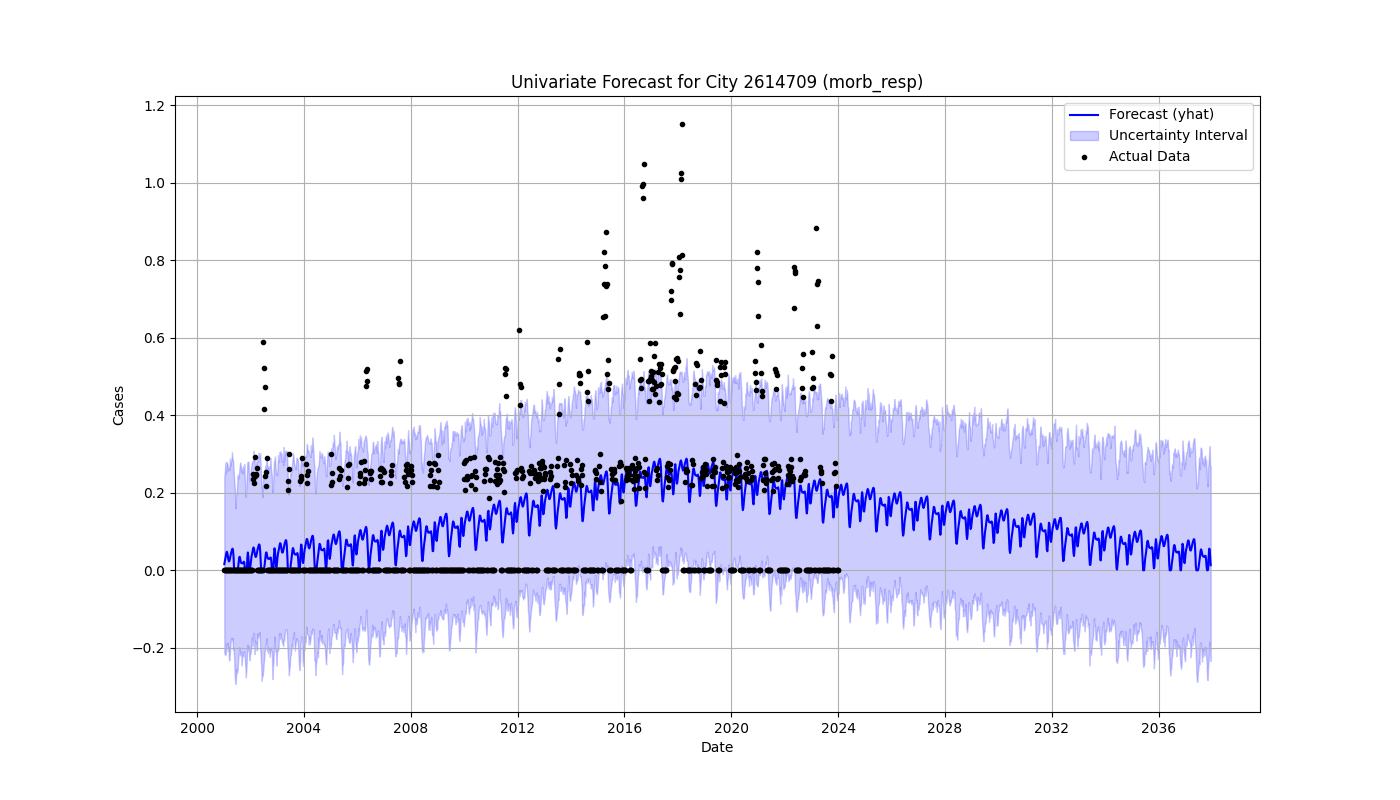 Univariate Forecast for City 2614709 (morb_resp)
Forecast (yhat)
Uncertainty Interval
Actual Data
Cases
1.2
1.0
0.8
0.6
0.4
0.2
0.0
−0.2
2000 2004 2008 2012 2016 2020 2024 2028 2032 2036
Date